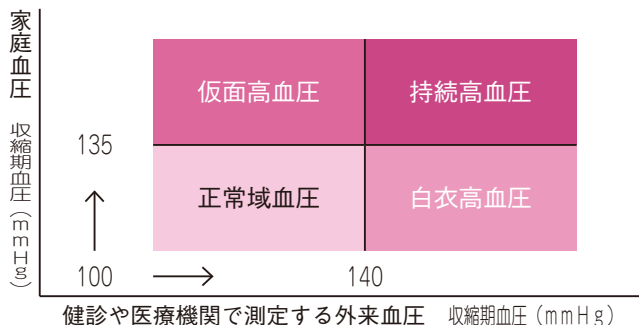 家庭血圧 収縮期血圧(mmHg)
仮面高血圧 持続高血圧
135
正常域血圧 白衣高血圧
100 140
健診や医療機関で測定する外来血圧 収縮期血圧(mmHg)